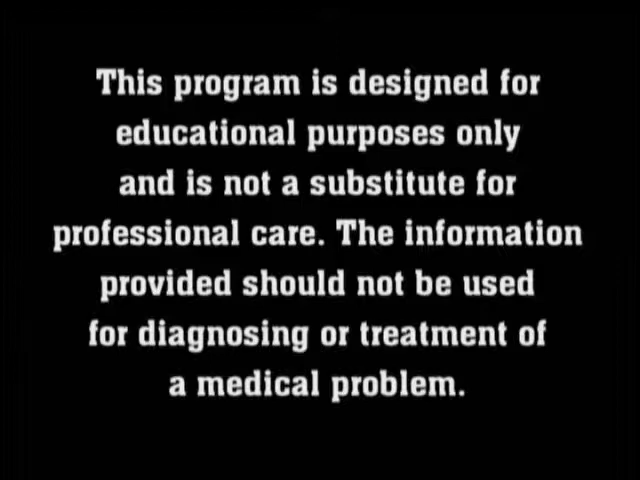 This program is designed for
educational purposes only
and is not a substitute for
professional care. The information
provided should not be used
for diagnosing or treatment of
a medical problem.